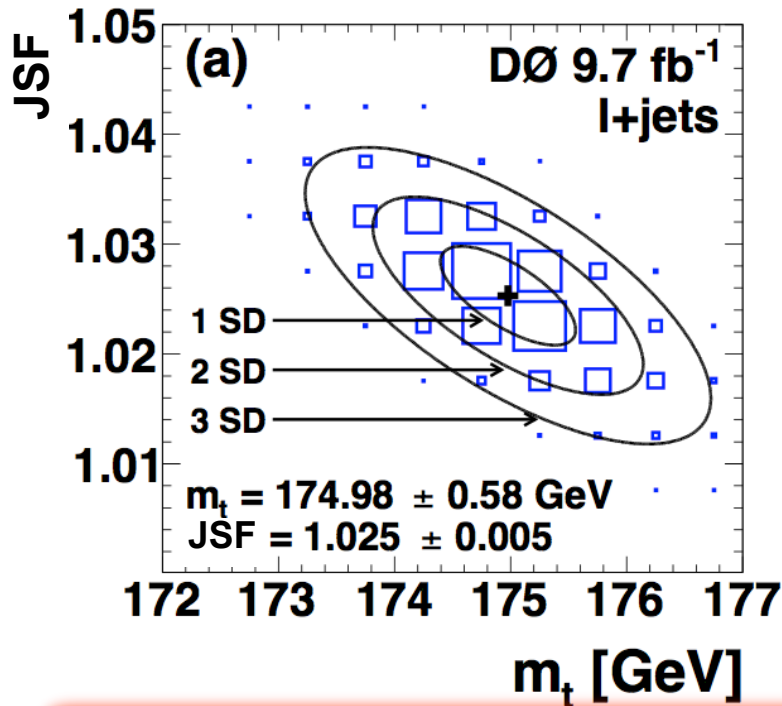 1.05
(a)
DØ 9.7 fb⁻¹
l+jets
JSF
1.04
1.03
1.02
1.01
1 SD
2 SD
3 SD
mₜ = 174.98 ± 0.58 GeV
JSF = 1.025 ± 0.005
172 173 174 175 176 177
mₜ [GeV]